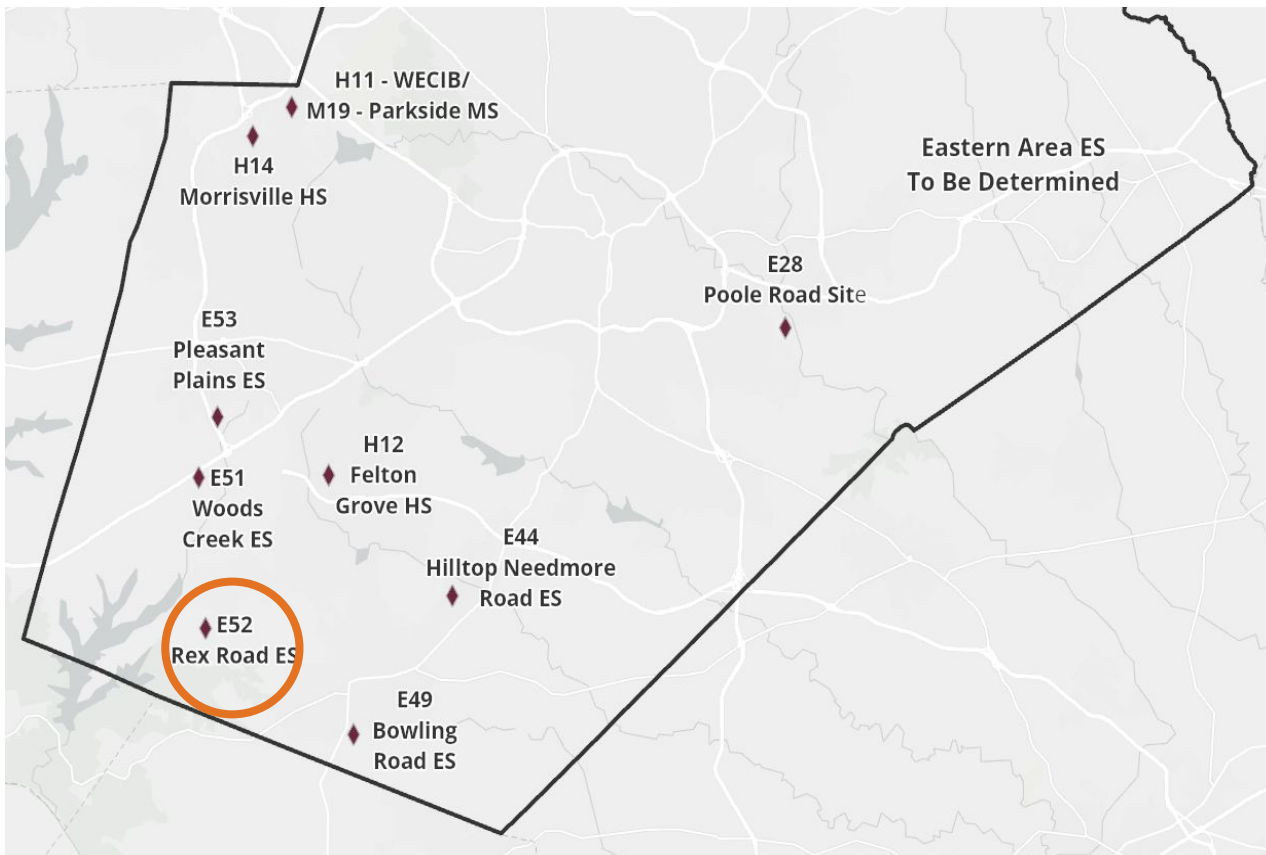 H11 - WECIB/
M19 - Parkside MS
H14
Morrisville HS
Eastern Area ES
To Be Determined
E28
Poole Road Site
E53
Pleasant
Plains ES
H12
Felton
Grove HS
E51
Woods
Creek ES
E44
Hilltop Needmore
Road ES
E52
Rex Road ES
E49
Bowling
Road ES